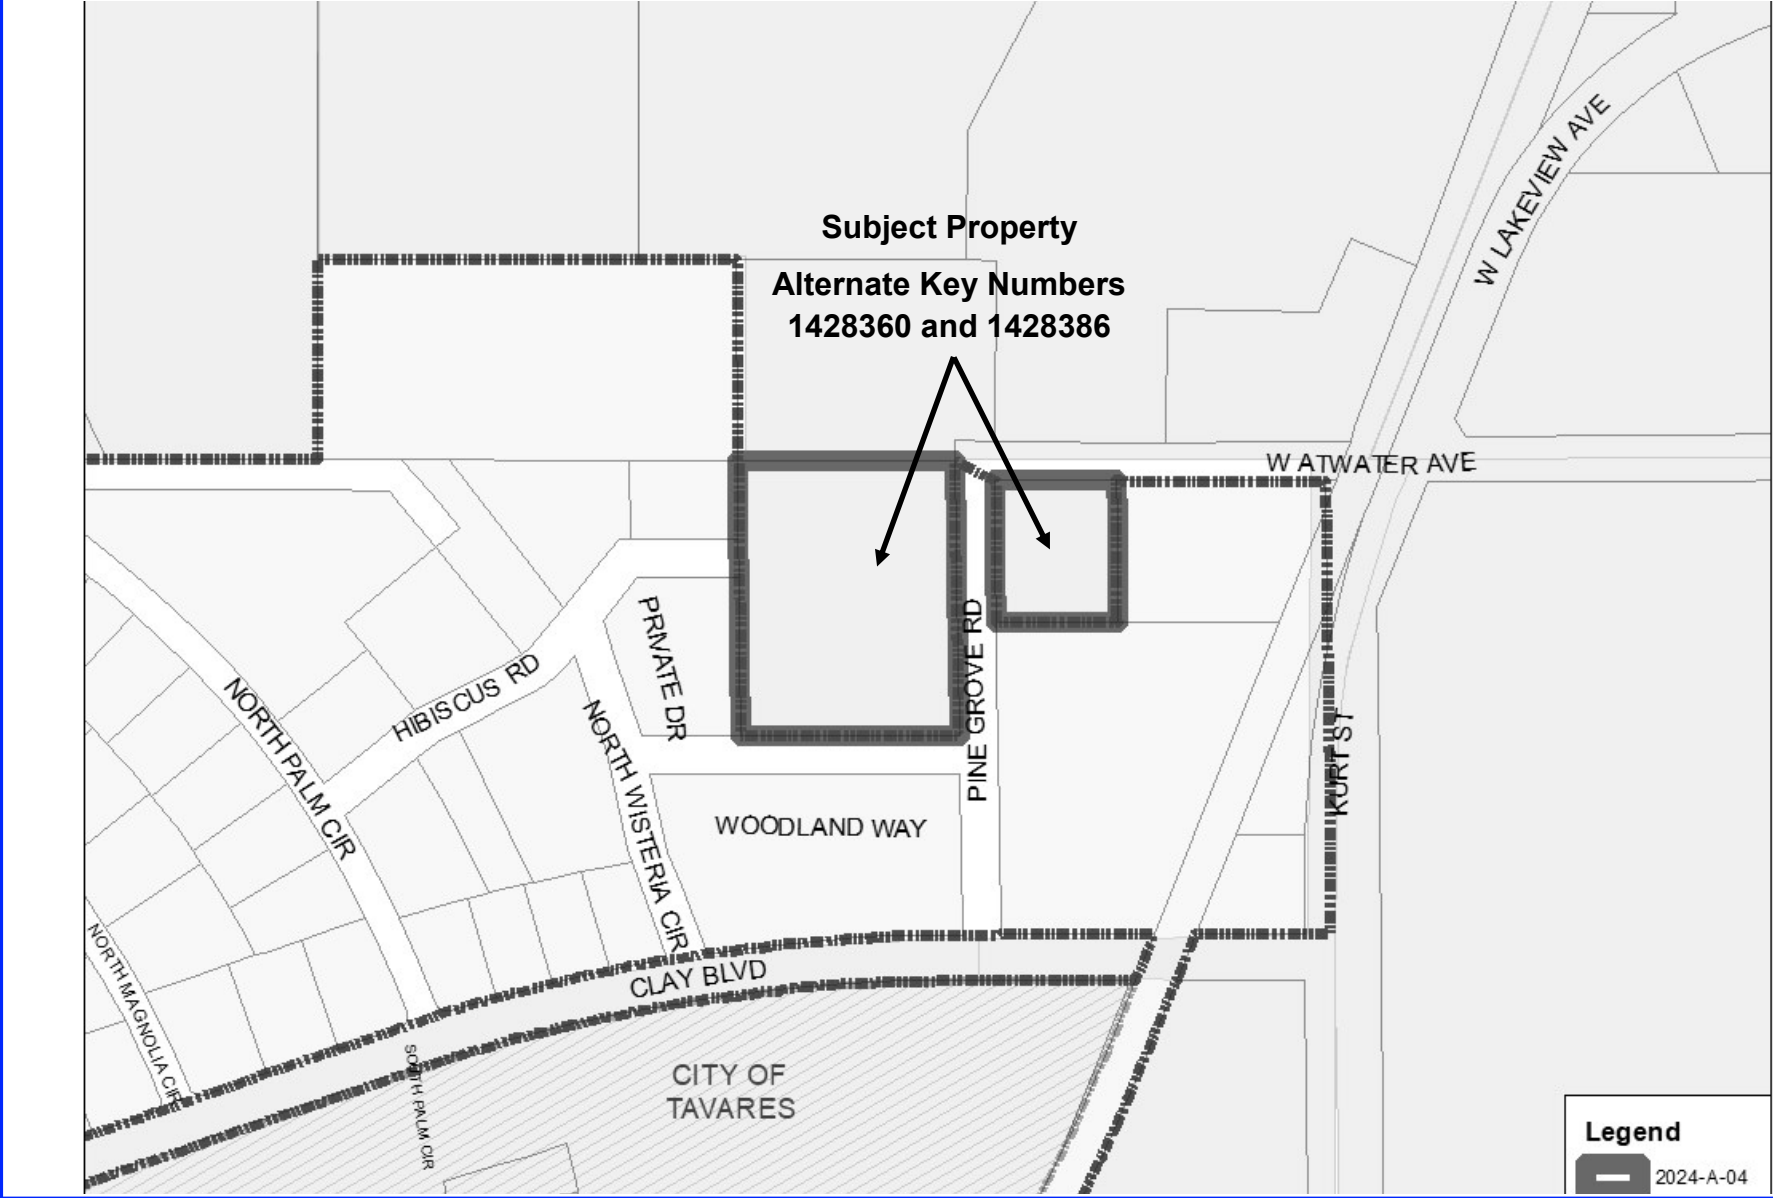 Subject Property
Alternate Key Numbers
1428360 and 1428386
W LAKEVIEW AVE
W ATWATER AVE
PRIVATE DR
PINE GROVE RD
HIBISCUS RD
NORTH PALM CIR
NORTH WISTERIA CIR
KURT ST
WOODLAND WAY
NORTH MAGNOLIA CIR
CLAY BLVD
SOUTH PALM CIR
CITY OF
TAVARES
Legend
2024-A-04